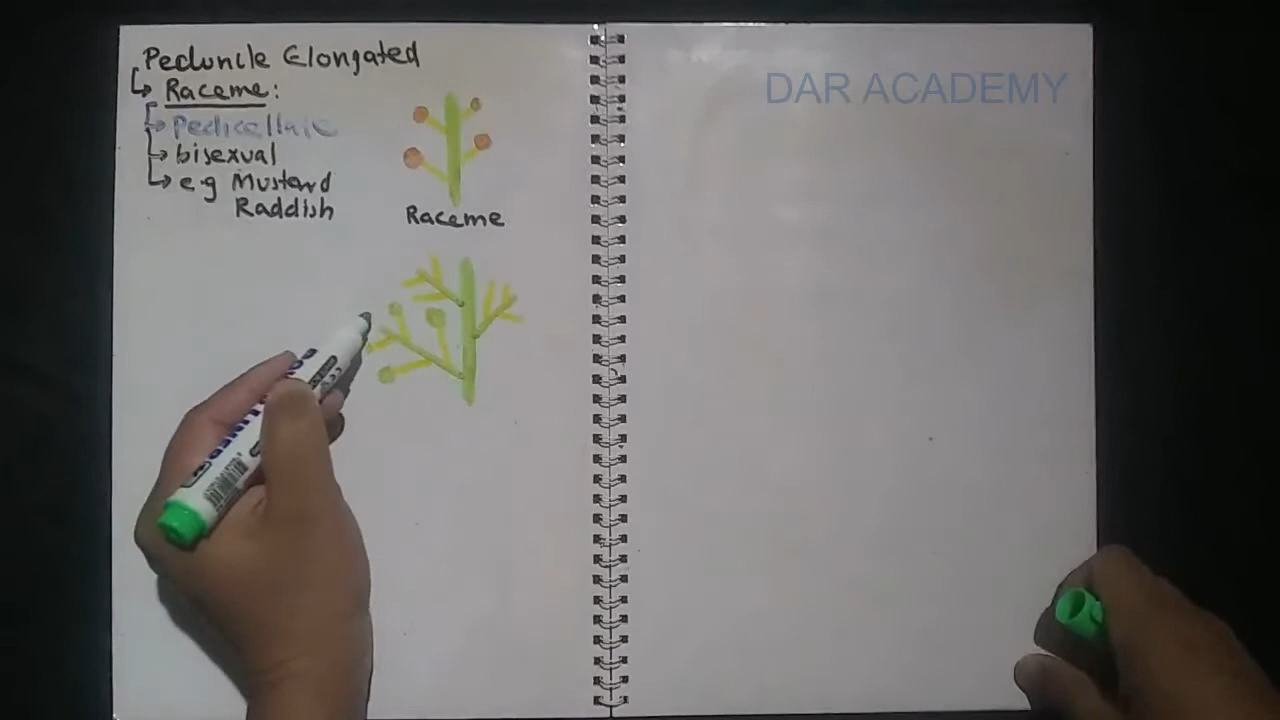 Peduncle Elongated
Raceme:
Pedicellate
bisexual
e.g Mustard
Raddish
Raceme
DAR ACADEMY